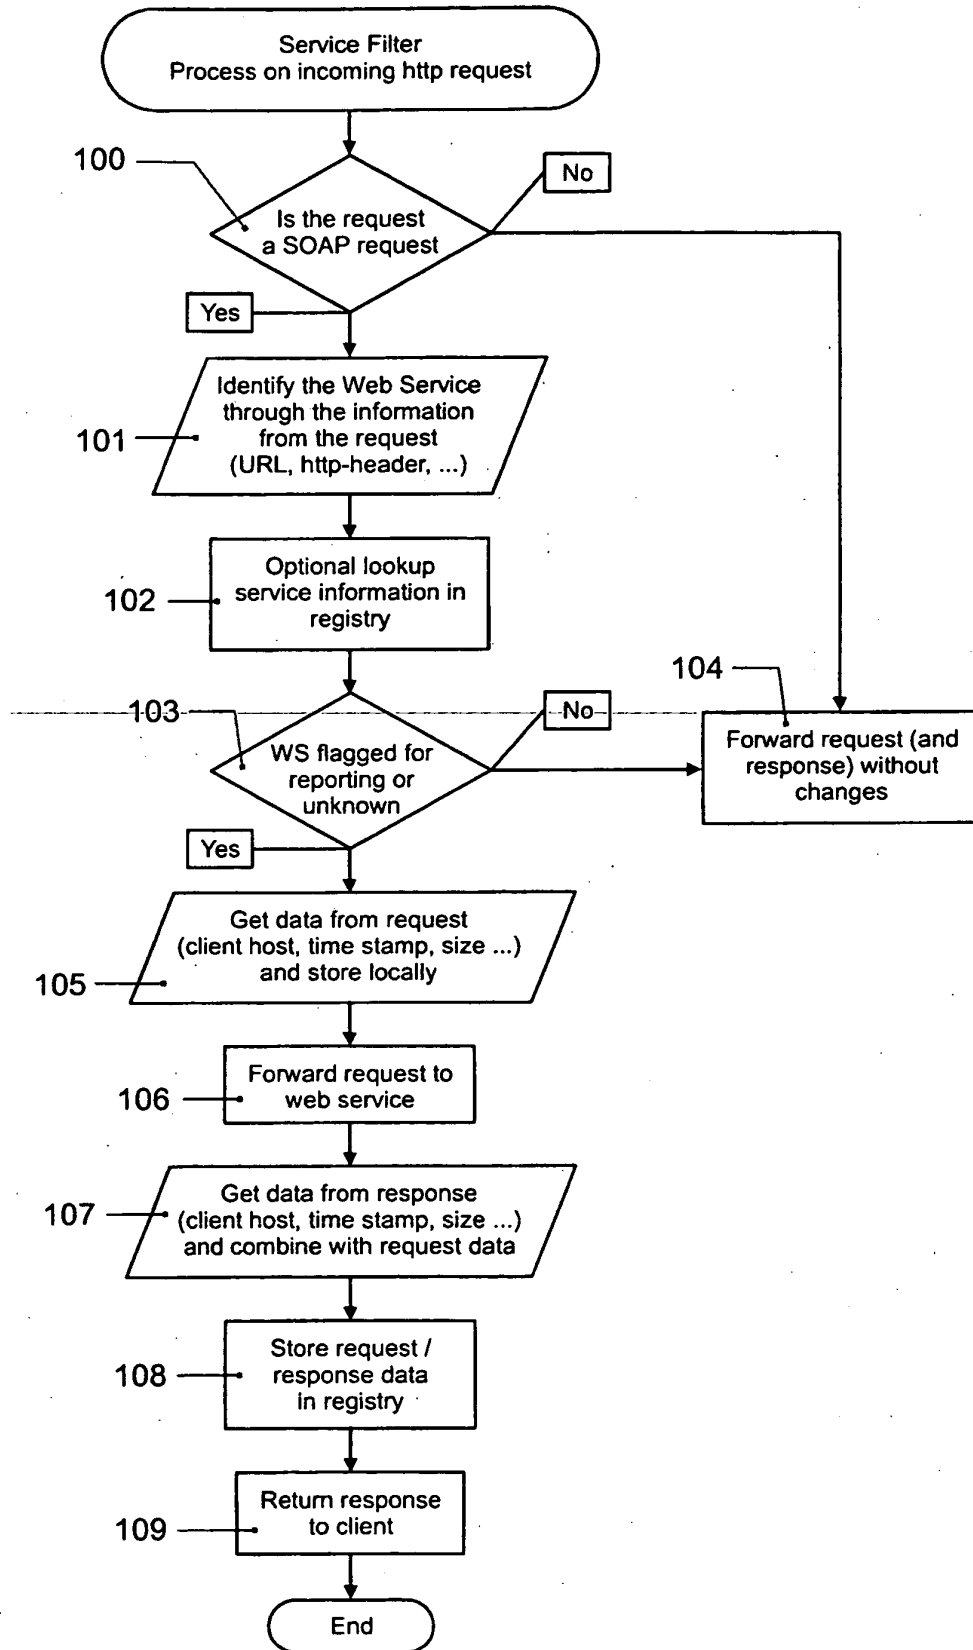 Service Filter
Process on incoming http request
100
No
Is the request
a SOAP request
Yes
Identify the Web Service
through the information
from the request
(URL, http-header, ...)
101
Optional lookup
service information in
registry
102
104
103
No
WS flagged for
reporting or
unknown
Forward request (and
response) without
changes
Yes
Get data from request
(client host, time stamp, size ...)
and store locally
105
Forward request to
web service
106
Get data from response
(client host, time stamp, size ...)
and combine with request data
107
Store request /
response data
in registry
108
Return response
to client
109
End